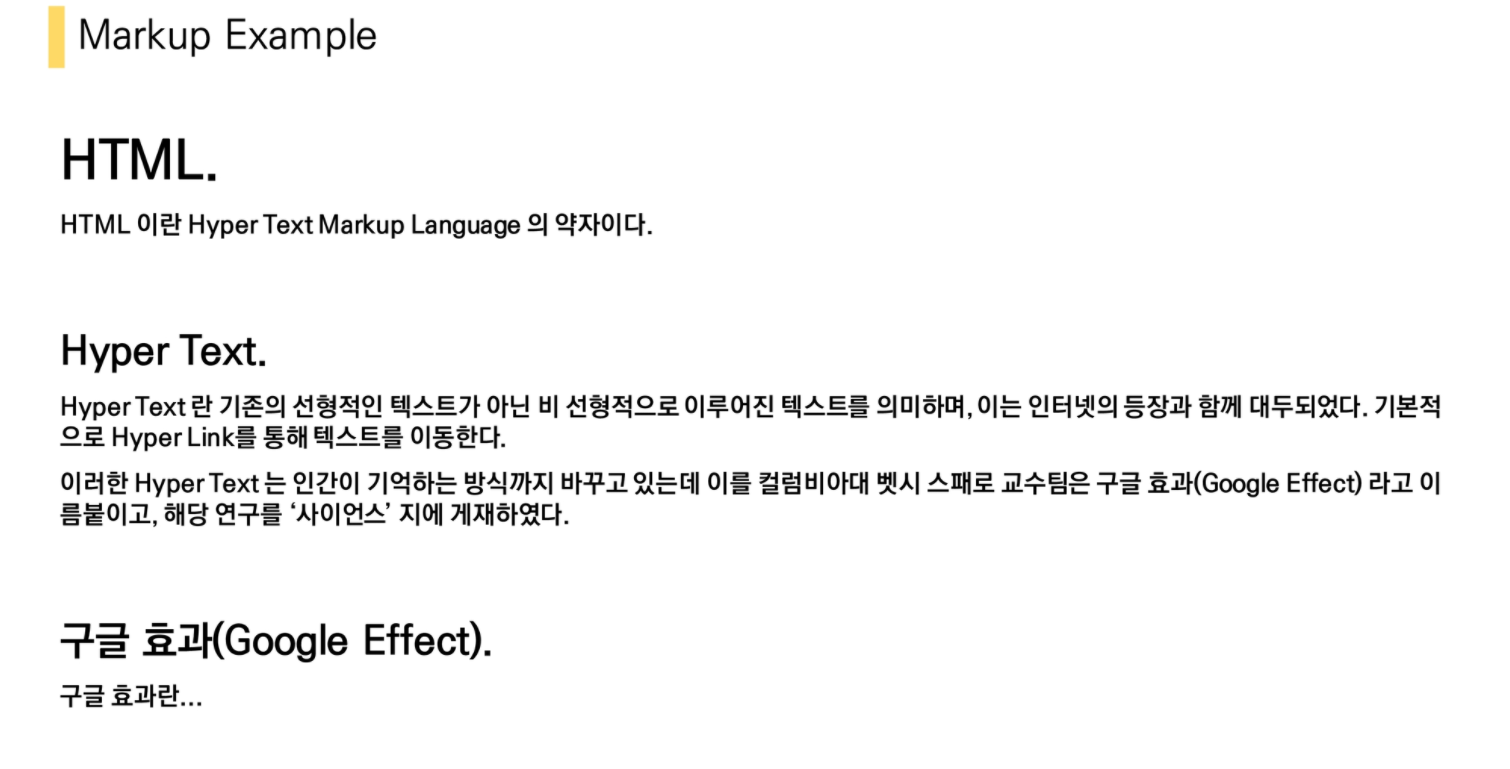 Markup Example
HTML.
HTML 이란 Hyper Text Markup Language 의 약자이다.
Hyper Text.
Hyper Text 란 기존의 선형적인 텍스트가 아닌 비 선형적으로 이루어진 텍스트를 의미하며, 이는 인터넷의 등장과 함께 대두되었다. 기본적
으로 Hyper Link를 통해 텍스트를 이동한다.
이러한 Hyper Text 는 인간이 기억하는 방식까지 바꾸고 있는데 이를 컬럼비아대 벳시 스패로 교수팀은 구글 효과(Google Effect) 라고 이
름붙이고, 해당 연구를 ‘사이언스’ 지에 게재하였다.
구글 효과(Google Effect).
구글 효과란...